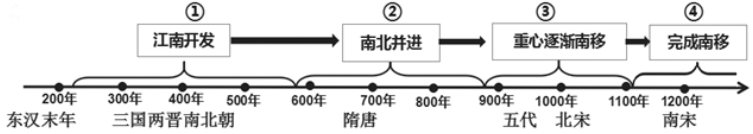 ① ② ③ ④
江南开发 南北并进 重心逐渐南移 完成南移
200年 300年 400年 500年 600年 700年 800年 900年 1000年 1100年 1200年
东汉末年 三国两晋南北朝 隋唐 五代 北宋 南宋